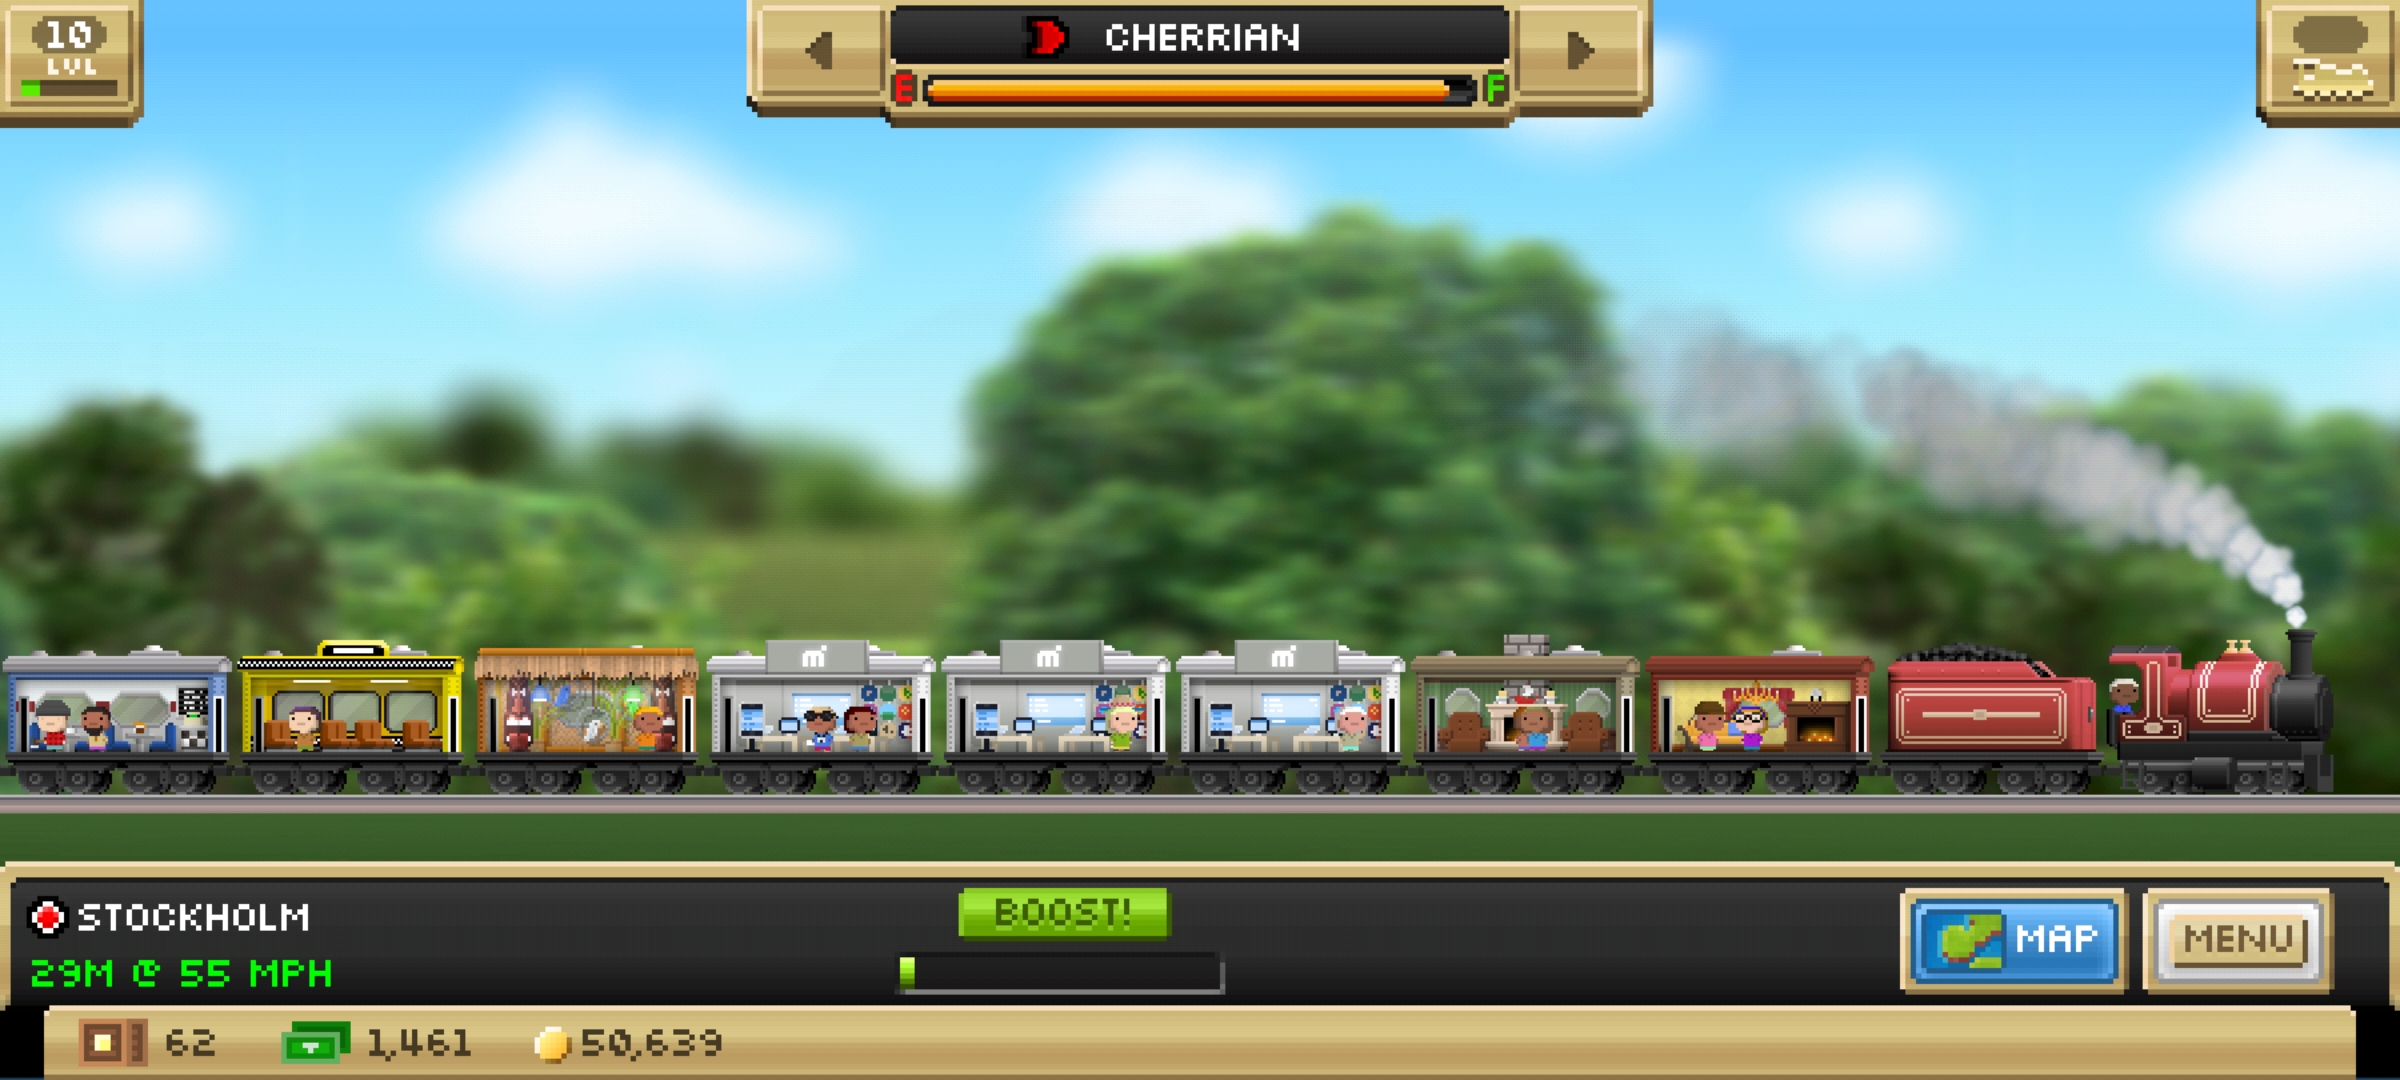 10
LVL
CHERRIAN
E F
m m m
STOCKHOLM
29M @ 55 MPH
BOOST!
MAP
MENU
62 1,461 50,639